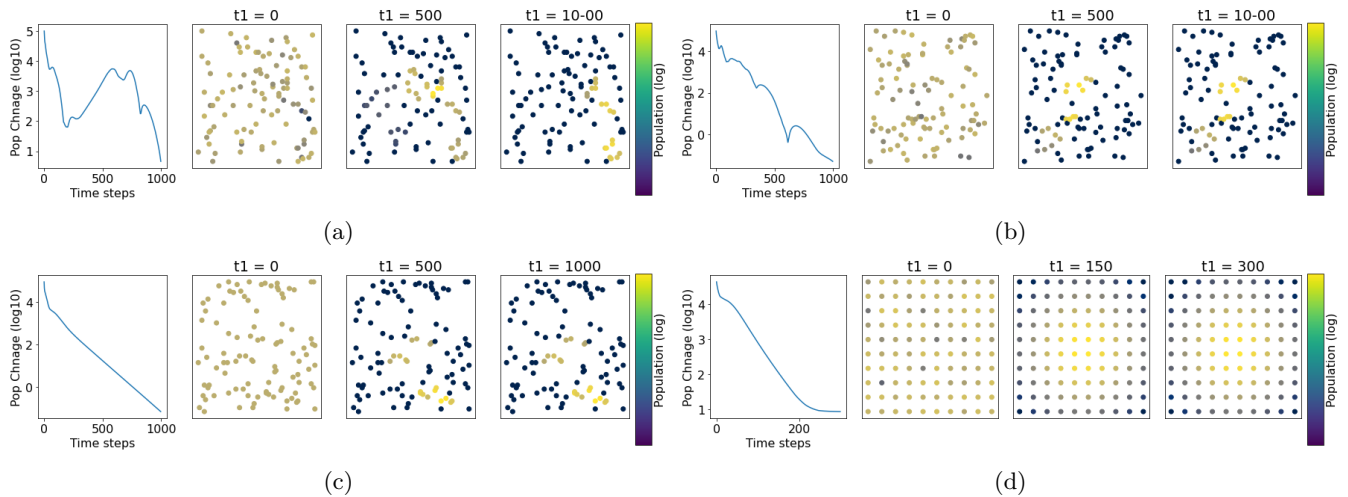 t1 = 0
t1 = 500
t1 = 10-00
5
4
3
2
1
0
1000
Pop Chnage (log10)
Time steps
Population (log)
(a)
t1 = 0
t1 = 500
t1 = 10-00
4
2
0
0
1000
Pop Chnage (log10)
Time steps
Population (log)
(b)
t1 = 0
t1 = 500
t1 = 1000
4
2
0
0
1000
Pop Chnage (log10)
Time steps
Population (log)
(c)
t1 = 0
t1 = 150
t1 = 300
4
3
2
1
0
200
Pop Chnage (log10)
Time steps
Population (log)
(d)